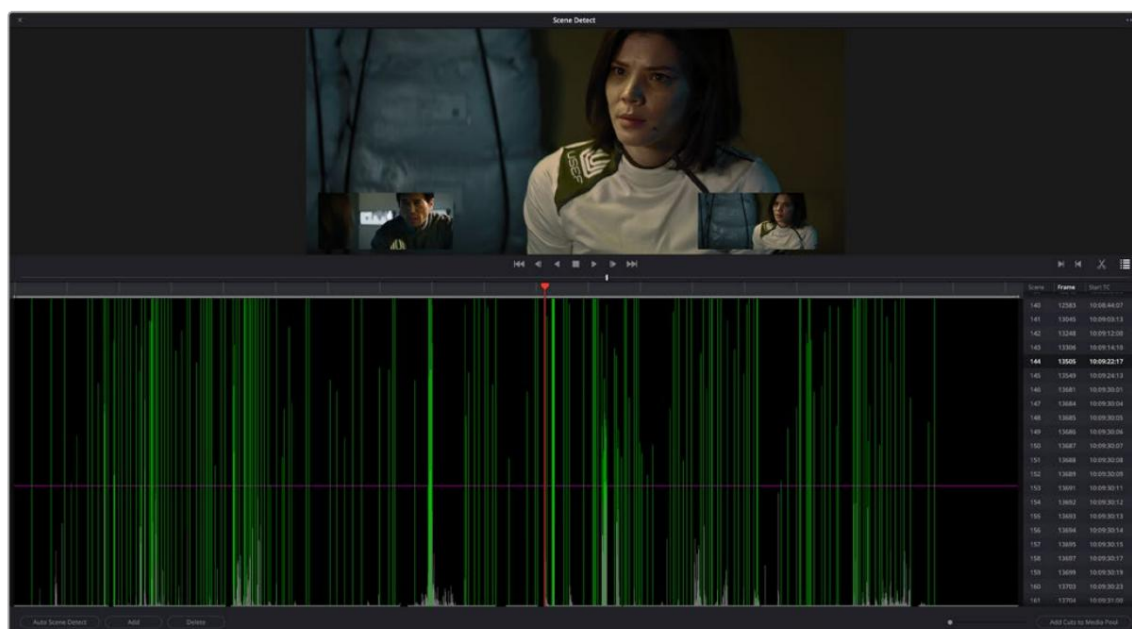 Scene Detect
USEF
Scene Frame Start TC
140 12583 10:08:44:07
141 13045 10:09:03:13
142 13248 10:09:12:00
143 13306 10:09:14:10
144 13505 10:09:22:17
145 13549 10:09:24:13
146 13681 10:09:30:01
147 13684 10:09:30:04
148 13685 10:09:30:05
149 13686 10:09:30:06
150 13687 10:09:30:07
151 13688 10:09:30:08
152 13689 10:09:30:09
153 13691 10:09:30:11
154 13692 10:09:30:12
155 13693 10:09:30:13
156 13694 10:09:30:14
157 13695 10:09:30:15
158 13697 10:09:30:17
159 13699 10:09:30:19
160 13703 10:09:30:23
161 13704 10:09:31:00
Auto Scene Detect Add Delete Add Cuts to Media Pool